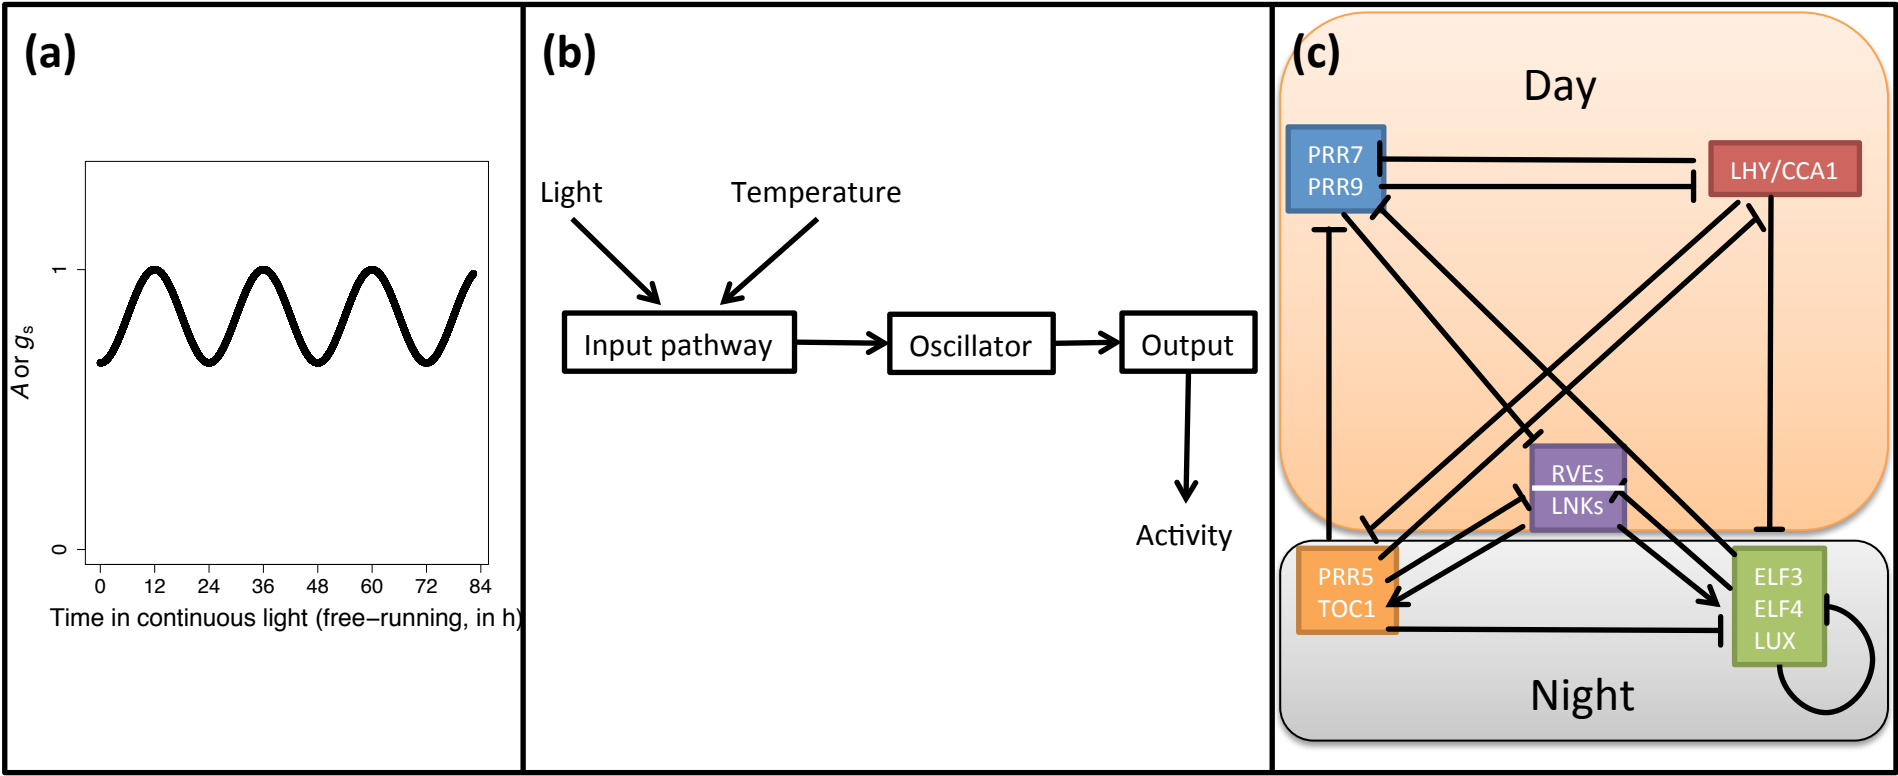 (a)
A or gs
1
0
0 12 24 36 48 60 72 84
Time in continuous light (free−running, in h)
(b)
Light
Temperature
Input pathway
Oscillator
Output
Activity
(c)
Day
PRR7
PRR9
LHY/CCA1
RVEs
LNKs
PRR5
TOC1
ELF3
ELF4
LUX
Night